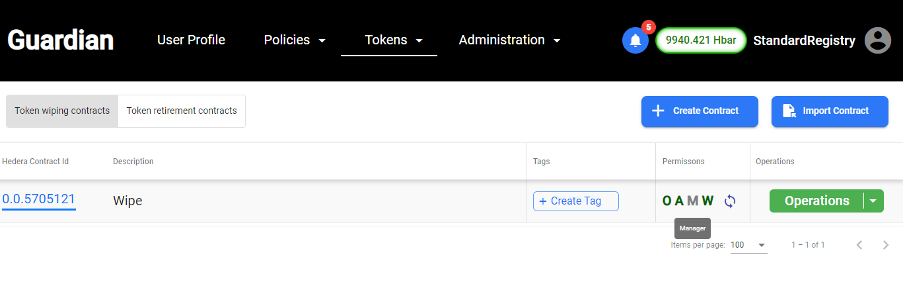 Guardian
User Profile
Policies
Tokens
Administration
5
9940.421 Hbar
StandardRegistry
Token wiping contracts
Token retirement contracts
Create Contract
Import Contract
Hedera Contract Id
Description
Tags
Permissons
Operations
0.0.5705121
Wipe
+ Create Tag
O A M W
Operations
Manager
Items per page: 100
1 – 1 of 1